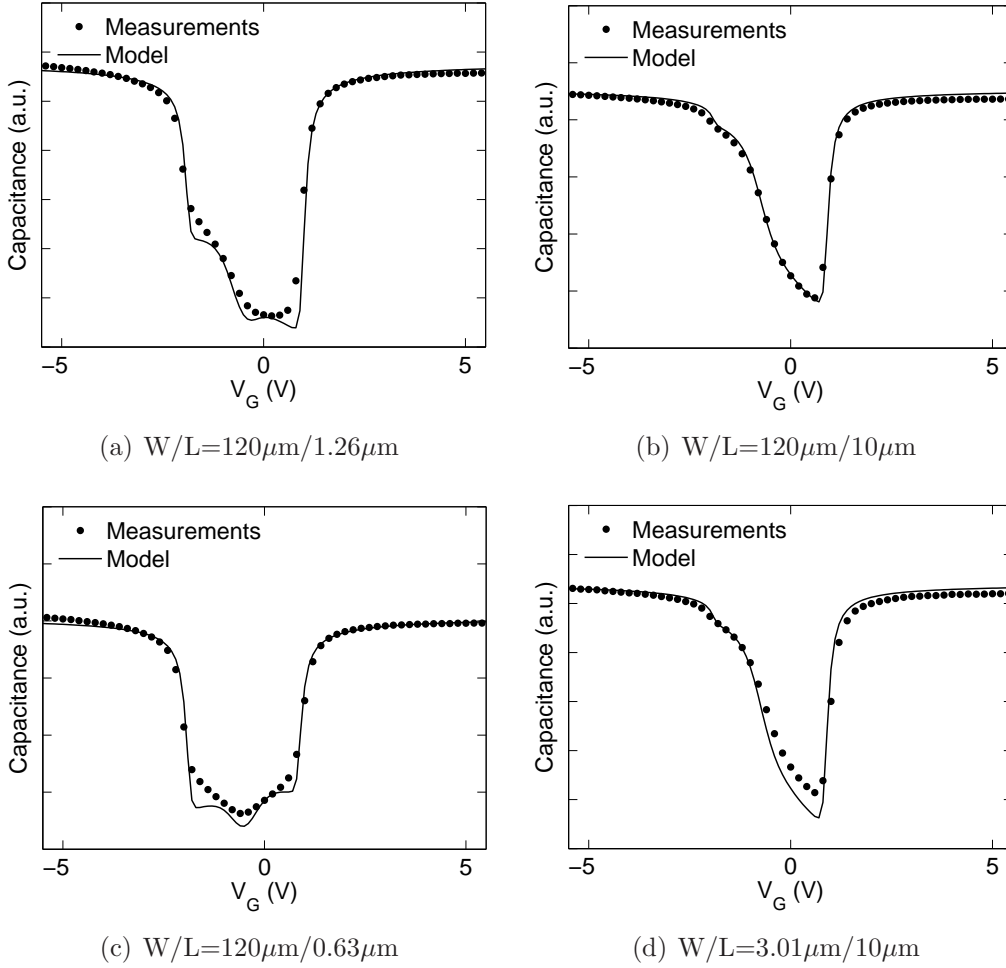 Measurements
Model
Capacitance (a.u.)
−5 0 5
V_G (V)
(a) W/L=120μm/1.26μm
Measurements
Model
Capacitance (a.u.)
−5 0 5
V_G (V)
(b) W/L=120μm/10μm
Measurements
Model
Capacitance (a.u.)
−5 0 5
V_G (V)
(c) W/L=120μm/0.63μm
Measurements
Model
Capacitance (a.u.)
−5 0 5
V_G (V)
(d) W/L=3.01μm/10μm